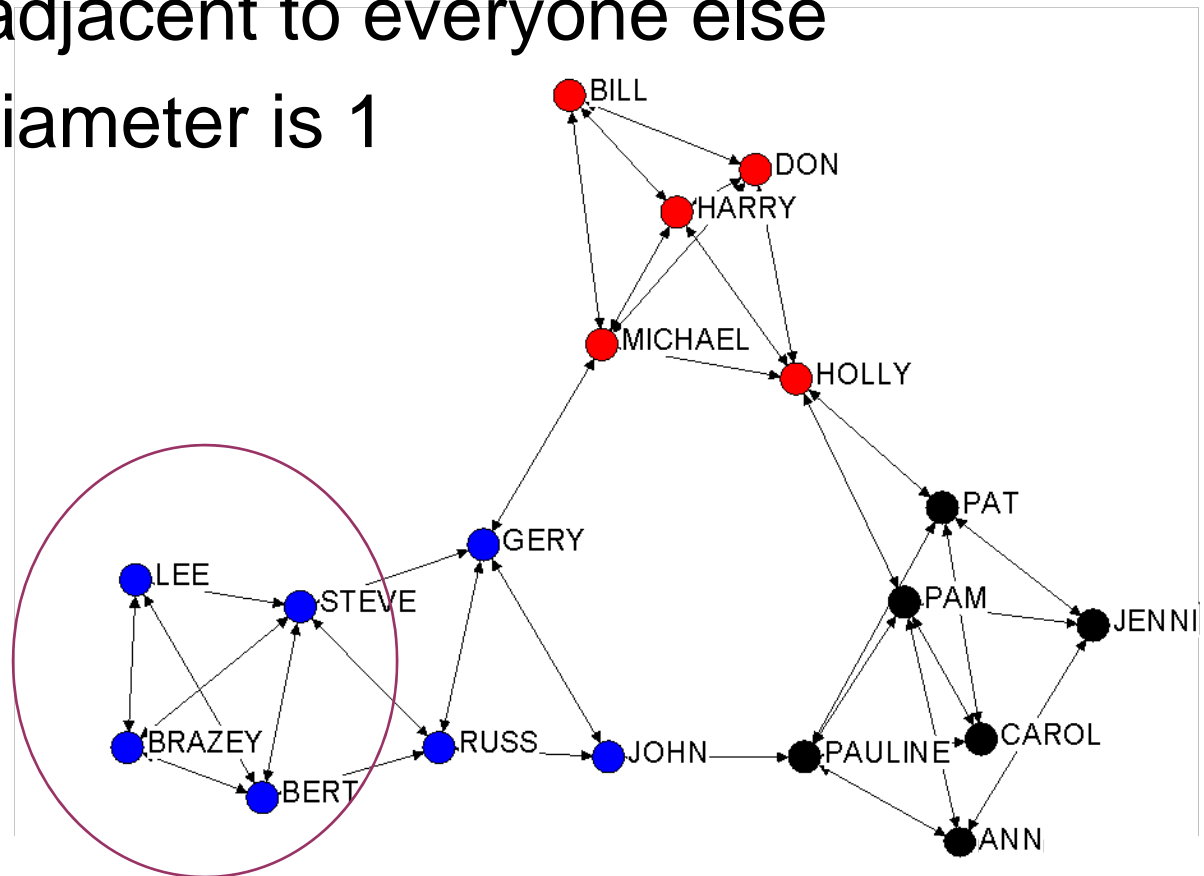 adjacent to everyone else
iameter is 1
BILL
DON
HARRY
MICHAEL
HOLLY
PAT
GERY
LEE
STEVE
PAM
JENNI
BRAZEY
RUSS
JOHN
PAULINE
CAROL
BERT
ANN